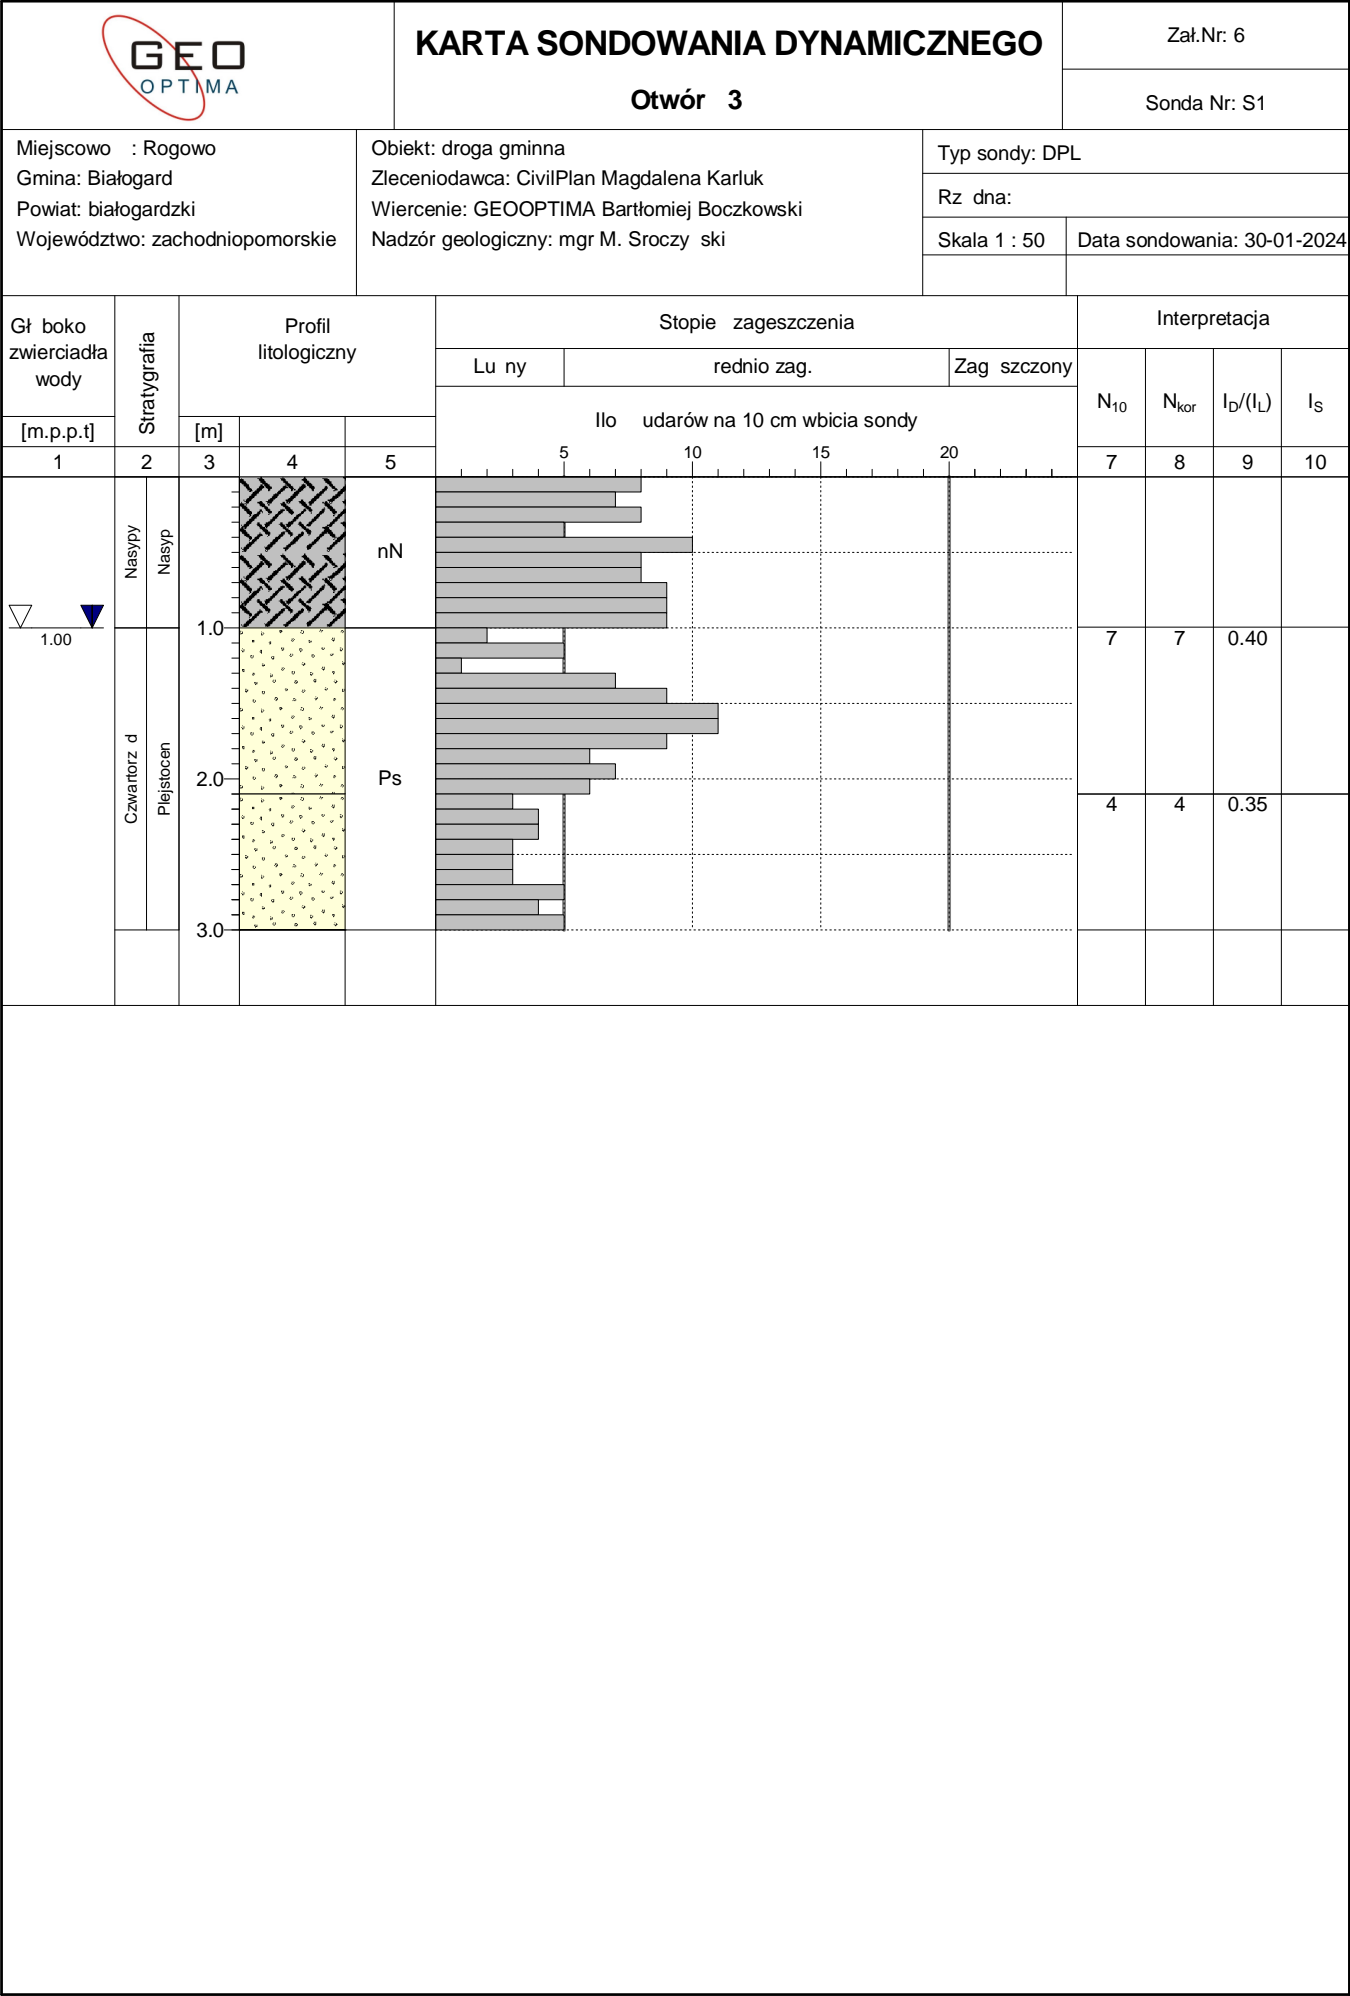 GEO
OPTIMA
KARTA SONDOWANIA DYNAMICZNEGO
Otwór 3
Zał.Nr: 6
Sonda Nr: S1
Miejscowo : Rogowo
Gmina: Białogard
Powiat: białogardzki
Województwo: zachodniopomorskie
Obiekt: droga gminna
Zleceniodawca: CivilPlan Magdalena Karluk
Wiercenie: GEOOPTIMA Bartłomiej Boczkowski
Nadzór geologiczny: mgr M. Sroczy ski
Typ sondy: DPL
Rz dna:
Skala 1 : 50
Data sondowania: 30-01-2024
Gł boko
zwierciadła
wody
[m.p.p.t]
Stratygrafia
Profil
litologiczny
[m]
Stopie zageszczenia
Lu ny
rednio zag.
Zag szczony
Ilo udarów na 10 cm wbicia sondy
Interpretacja
N10
Nkor
ID/(IL)
IS
1
2
3
4
5
5
10
15
20
7
8
9
10
Nasypy
Nasyp
nN
1.00
1.0
7
7
0.40
Czwartorz d
Plejstocen
2.0
Ps
4
4
0.35
3.0